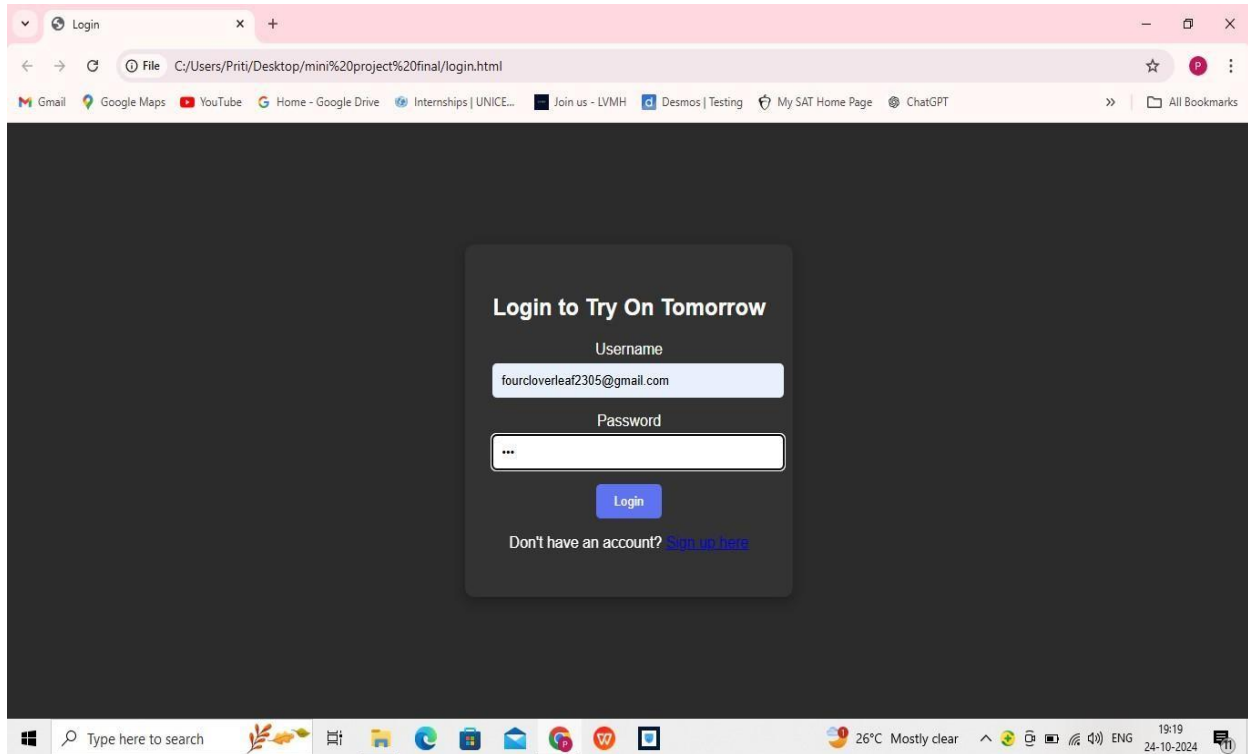 Login
File C:/Users/Priti/Desktop/mini%20project%20final/login.html
P
Gmail Google Maps YouTube Home - Google Drive Internships | UNICE... Join us - LVMH Desmos | Testing My SAT Home Page ChatGPT » All Bookmarks
Login to Try On Tomorrow
Username
fourcloverleaf2305@gmail.com
Password
•••
Login
Don't have an account? Sign up here
Type here to search 26°C Mostly clear ENG 19:19
24-10-2024 11